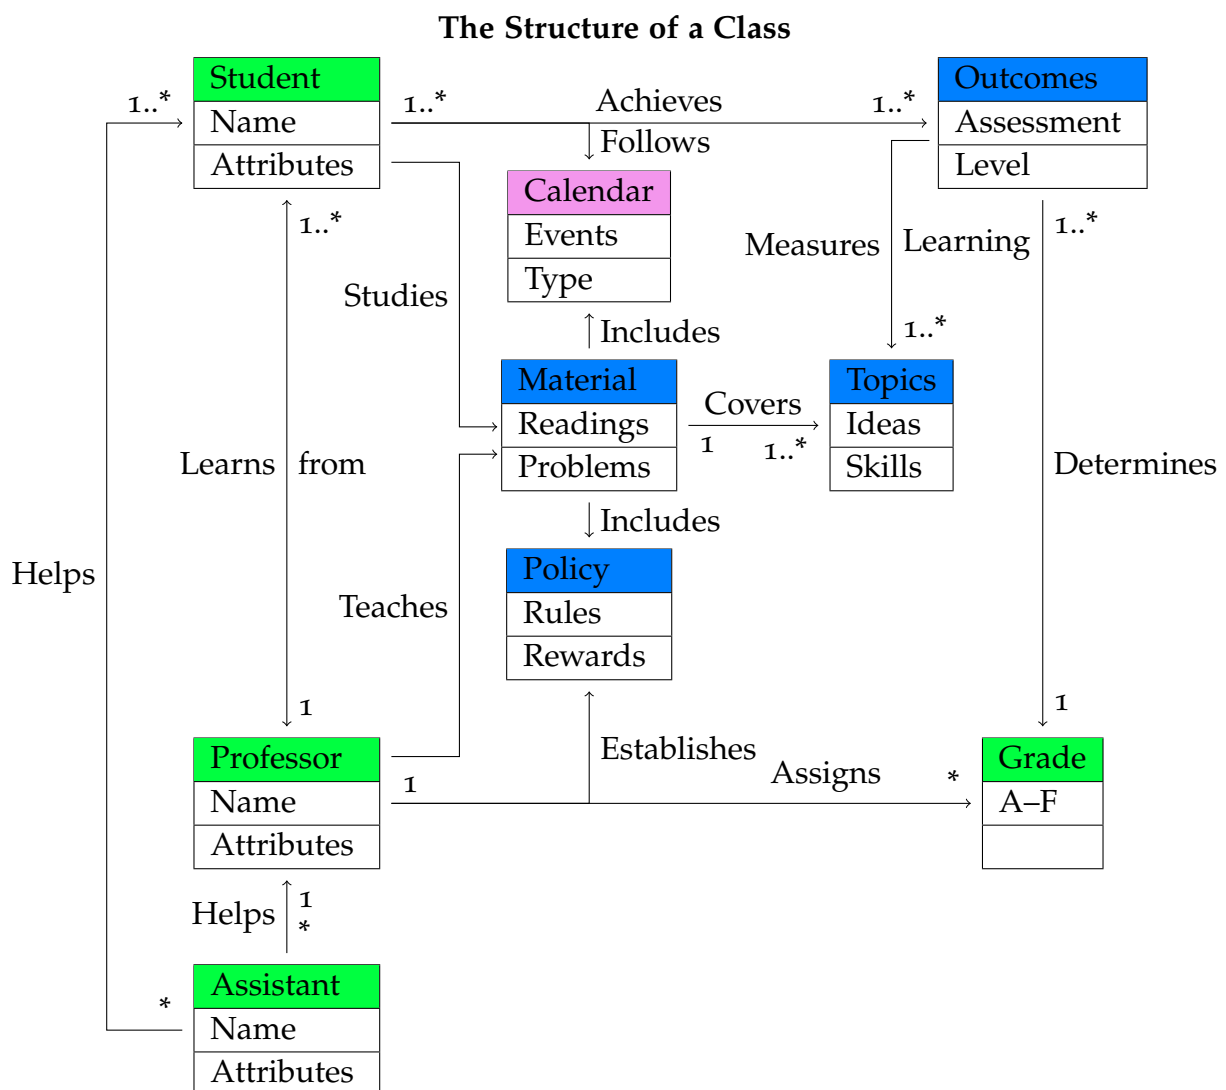 The Structure of a Class
Student
Name
Attributes
1..*
1..*
Achieves
1..*
Follows
Outcomes
Assessment
Level
Calendar
Events
Type
1..*
Studies
Measures Learning
1..*
1..*
Includes
Material
Readings
Problems
Covers
1
1..*
Topics
Ideas
Skills
Learns from
Determines
Includes
Helps
Teaches
Policy
Rules
Rewards
1
1
Professor
Name
Attributes
1
Establishes
Assigns
*
Grade
A–F
Helps
1
*
Assistant
Name
Attributes
*